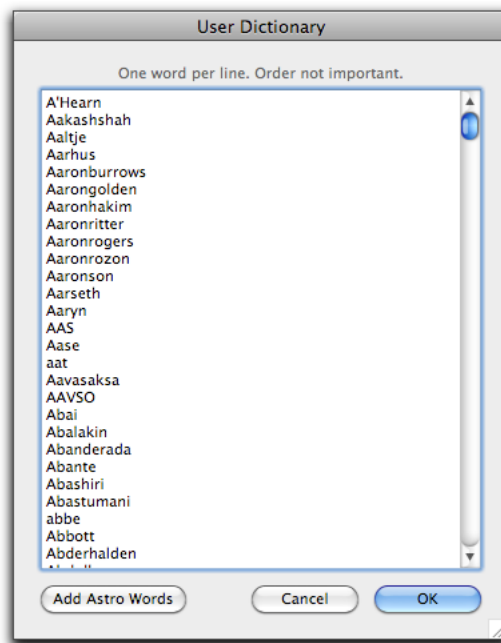 User Dictionary
One word per line. Order not important.
A'Hearn
Aakashshah
Aaltje
Aarhus
Aaronburrows
Aarongolden
Aaronhakim
Aaronritter
Aaronrogers
Aaronrozon
Aaronson
Aarseth
Aaryn
AAS
Aase
aat
Aavasaksa
AAVSO
Abai
Abalakin
Abanderada
Abante
Abashiri
Abastumani
abbe
Abbott
Abderhalden
Add Astro Words Cancel OK